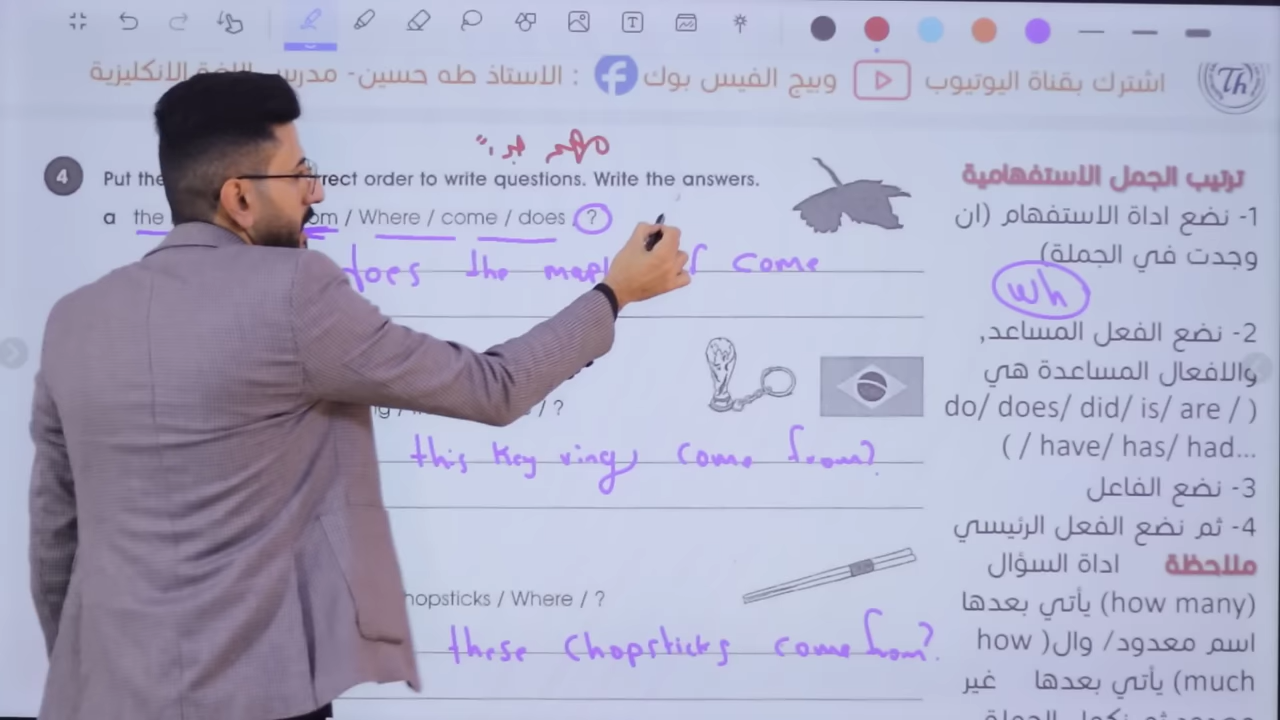 اشترك بقناة اليوتيوب وبيج الفيس بوك : الاستاذ طه حسين- مدرس اللغة الانكليزية
Th
4 Put the rect order to write questions. Write the answers.
a the om / Where / come / does ?
does the map f come
/ ?
this key ring come from?
hopsticks / Where / ?
these chopsticks come from?
ترتيب الجمل الاستفهامية
1- نضع اداة الاستفهام (ان
وجدت في الجملة)
Wh
2- نضع الفعل المساعد,
والافعال المساعدة هي
( do/ does/ did/ is/ are /
/ have/ has/ had... )
3- نضع الفاعل
4- ثم نضع الفعل الرئيسي
ملاحظة اداة السؤال
(how many) يأتي بعدها
اسم معدود/ وال( how
much) يأتي بعدها غير